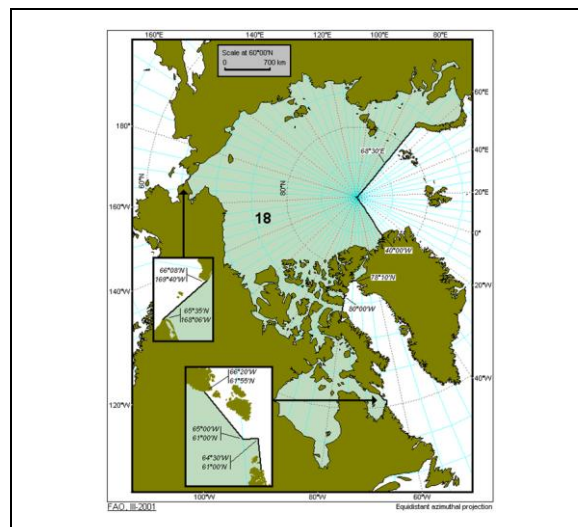 160°E
140°E
120°E
100°E
80°E
Scale at 60°00'N
0 700 km
60°E
180°
68°30'E
40°E
60°N
80°N
20°E
160°W
18
0°
40°00'W
78°10'N
20°W
66°08'N
168°40'W
140°W
80°00'W
65°35'N
168°06'W
66°20'W
61°55'N
40°W
120°W
65°00'W
61°00'N
64°30'W
61°00'N
100°W
80°W
60°W
FAO, III-2001
Equidistant azimuthal projection